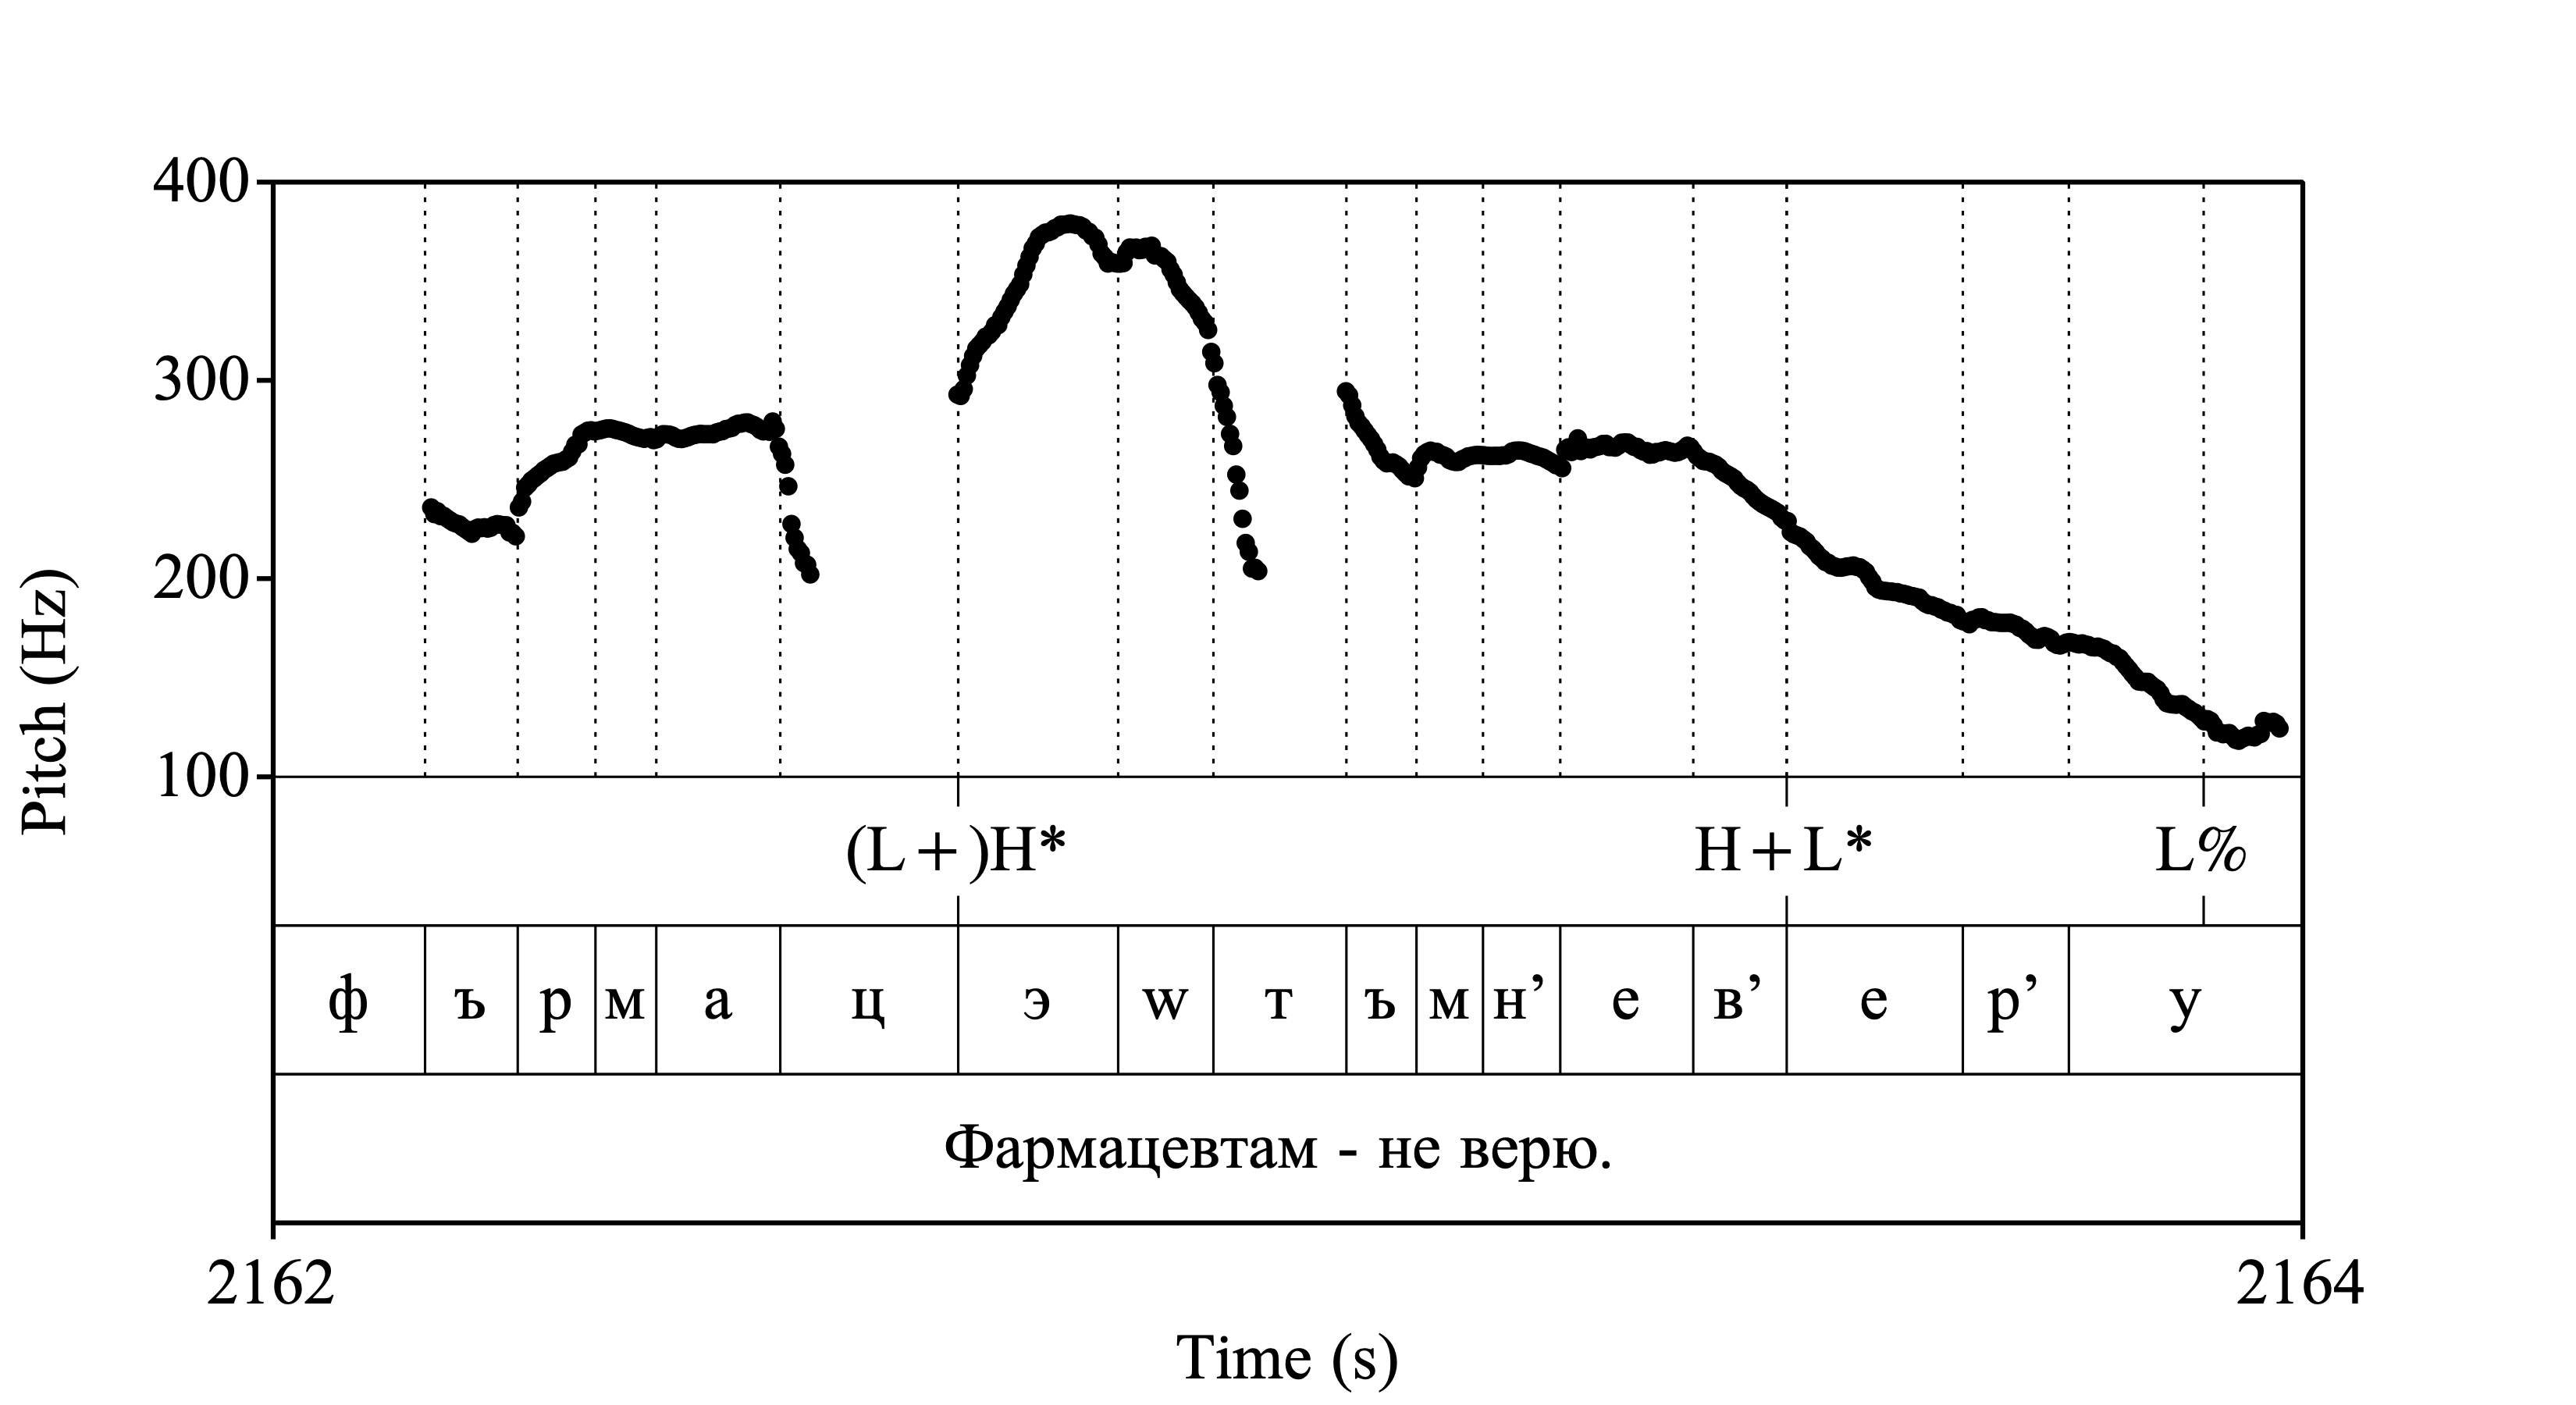 400
300
200
100
Pitch (Hz)
(L+)H* H+L* L%
ф ъ р м а ц э w т ъ м н’ е в’ е р’ у
Фармацевтам - не верю.
2162 2164
Time (s)